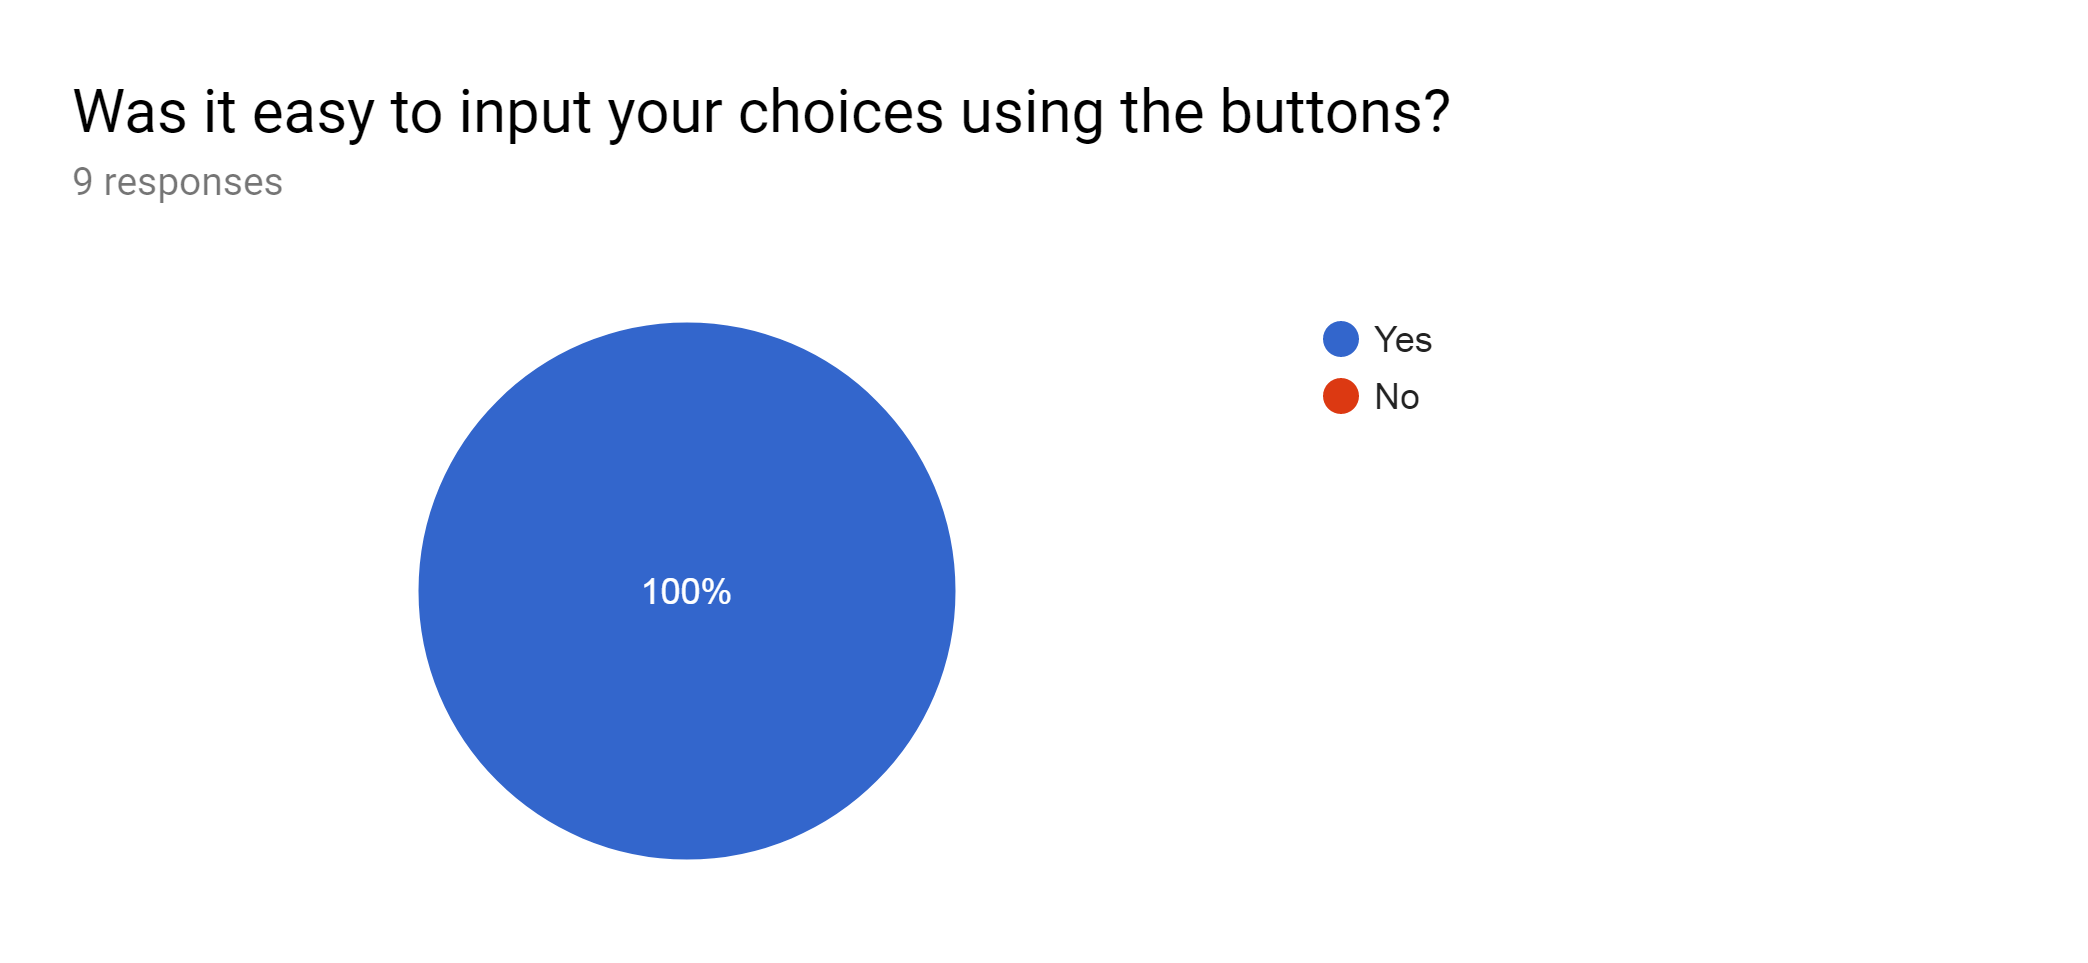 Was it easy to input your choices using the buttons?
9 responses
Yes
No
100%